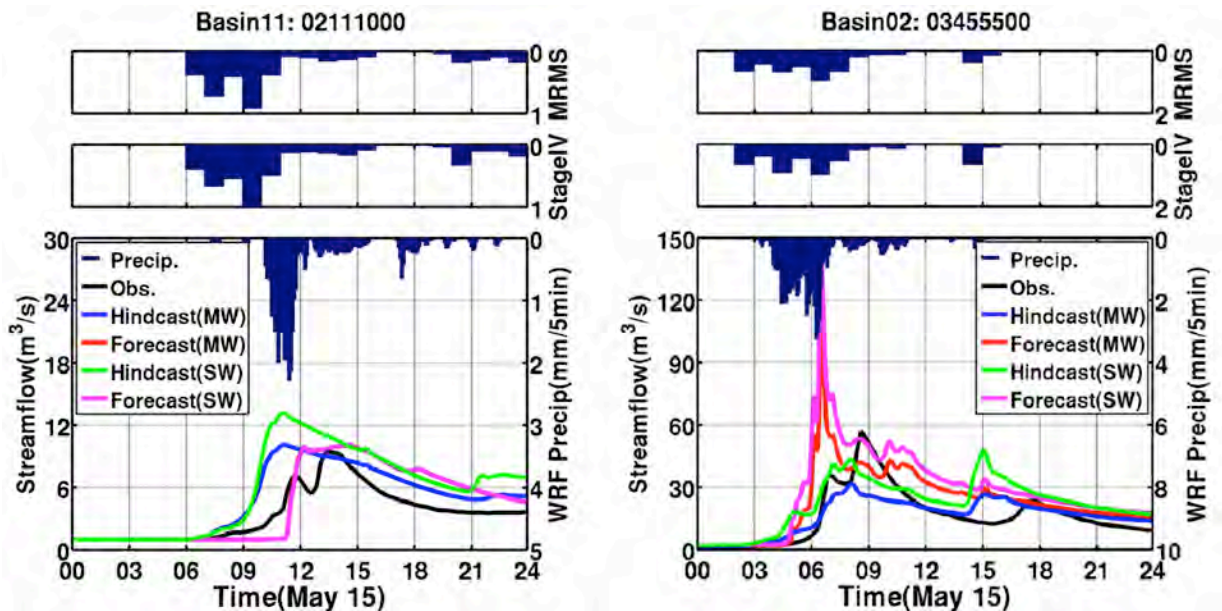 Basin11: 02111000
0
MRMS
1
0
StageIV
1
30
24
18
12
6
0
Streamflow(m³/s)
0
1
2
3
4
5
WRF Precip(mm/5min)
Precip.
Obs.
Hindcast(MW)
Forecast(MW)
Hindcast(SW)
Forecast(SW)
00 03 06 09 12 15 18 21 24
Time(May 15)
Basin02: 03455500
0
MRMS
2
0
StageIV
2
150
120
90
60
30
0
Streamflow(m³/s)
0
2
4
6
8
10
WRF Precip(mm/5min)
Precip.
Obs.
Hindcast(MW)
Forecast(MW)
Hindcast(SW)
Forecast(SW)
00 03 06 09 12 15 18 21 24
Time(May 15)